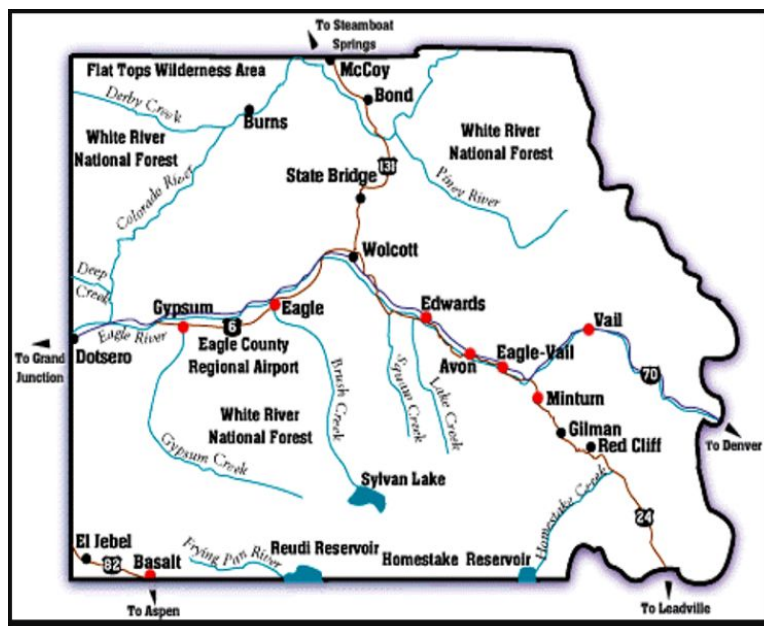 To Steamboat
Springs
Flat Tops Wilderness Area
McCoy
Derby Creek
Bond
Burns
White River
National Forest
White River
National Forest
131
Colorado River
State Bridge
Piney River
Wolcott
Deep
Creek
Gypsum
Eagle
Edwards
Vail
Eagle River
6
To Grand
Junction
Dotsero
Eagle County
Regional Airport
Avon
Eagle-Vail
70
Brush Creek
Squaw Creek
Lake Creek
Minturn
White River
National Forest
Gilman
Red Cliff
To Denver
Gypsum Creek
Sylvan Lake
Homestake Creek
24
El Jebel
82
Basalt
Frying Pan River
Reudi Reservoir
Homestake Reservoir
To Aspen
To Leadville